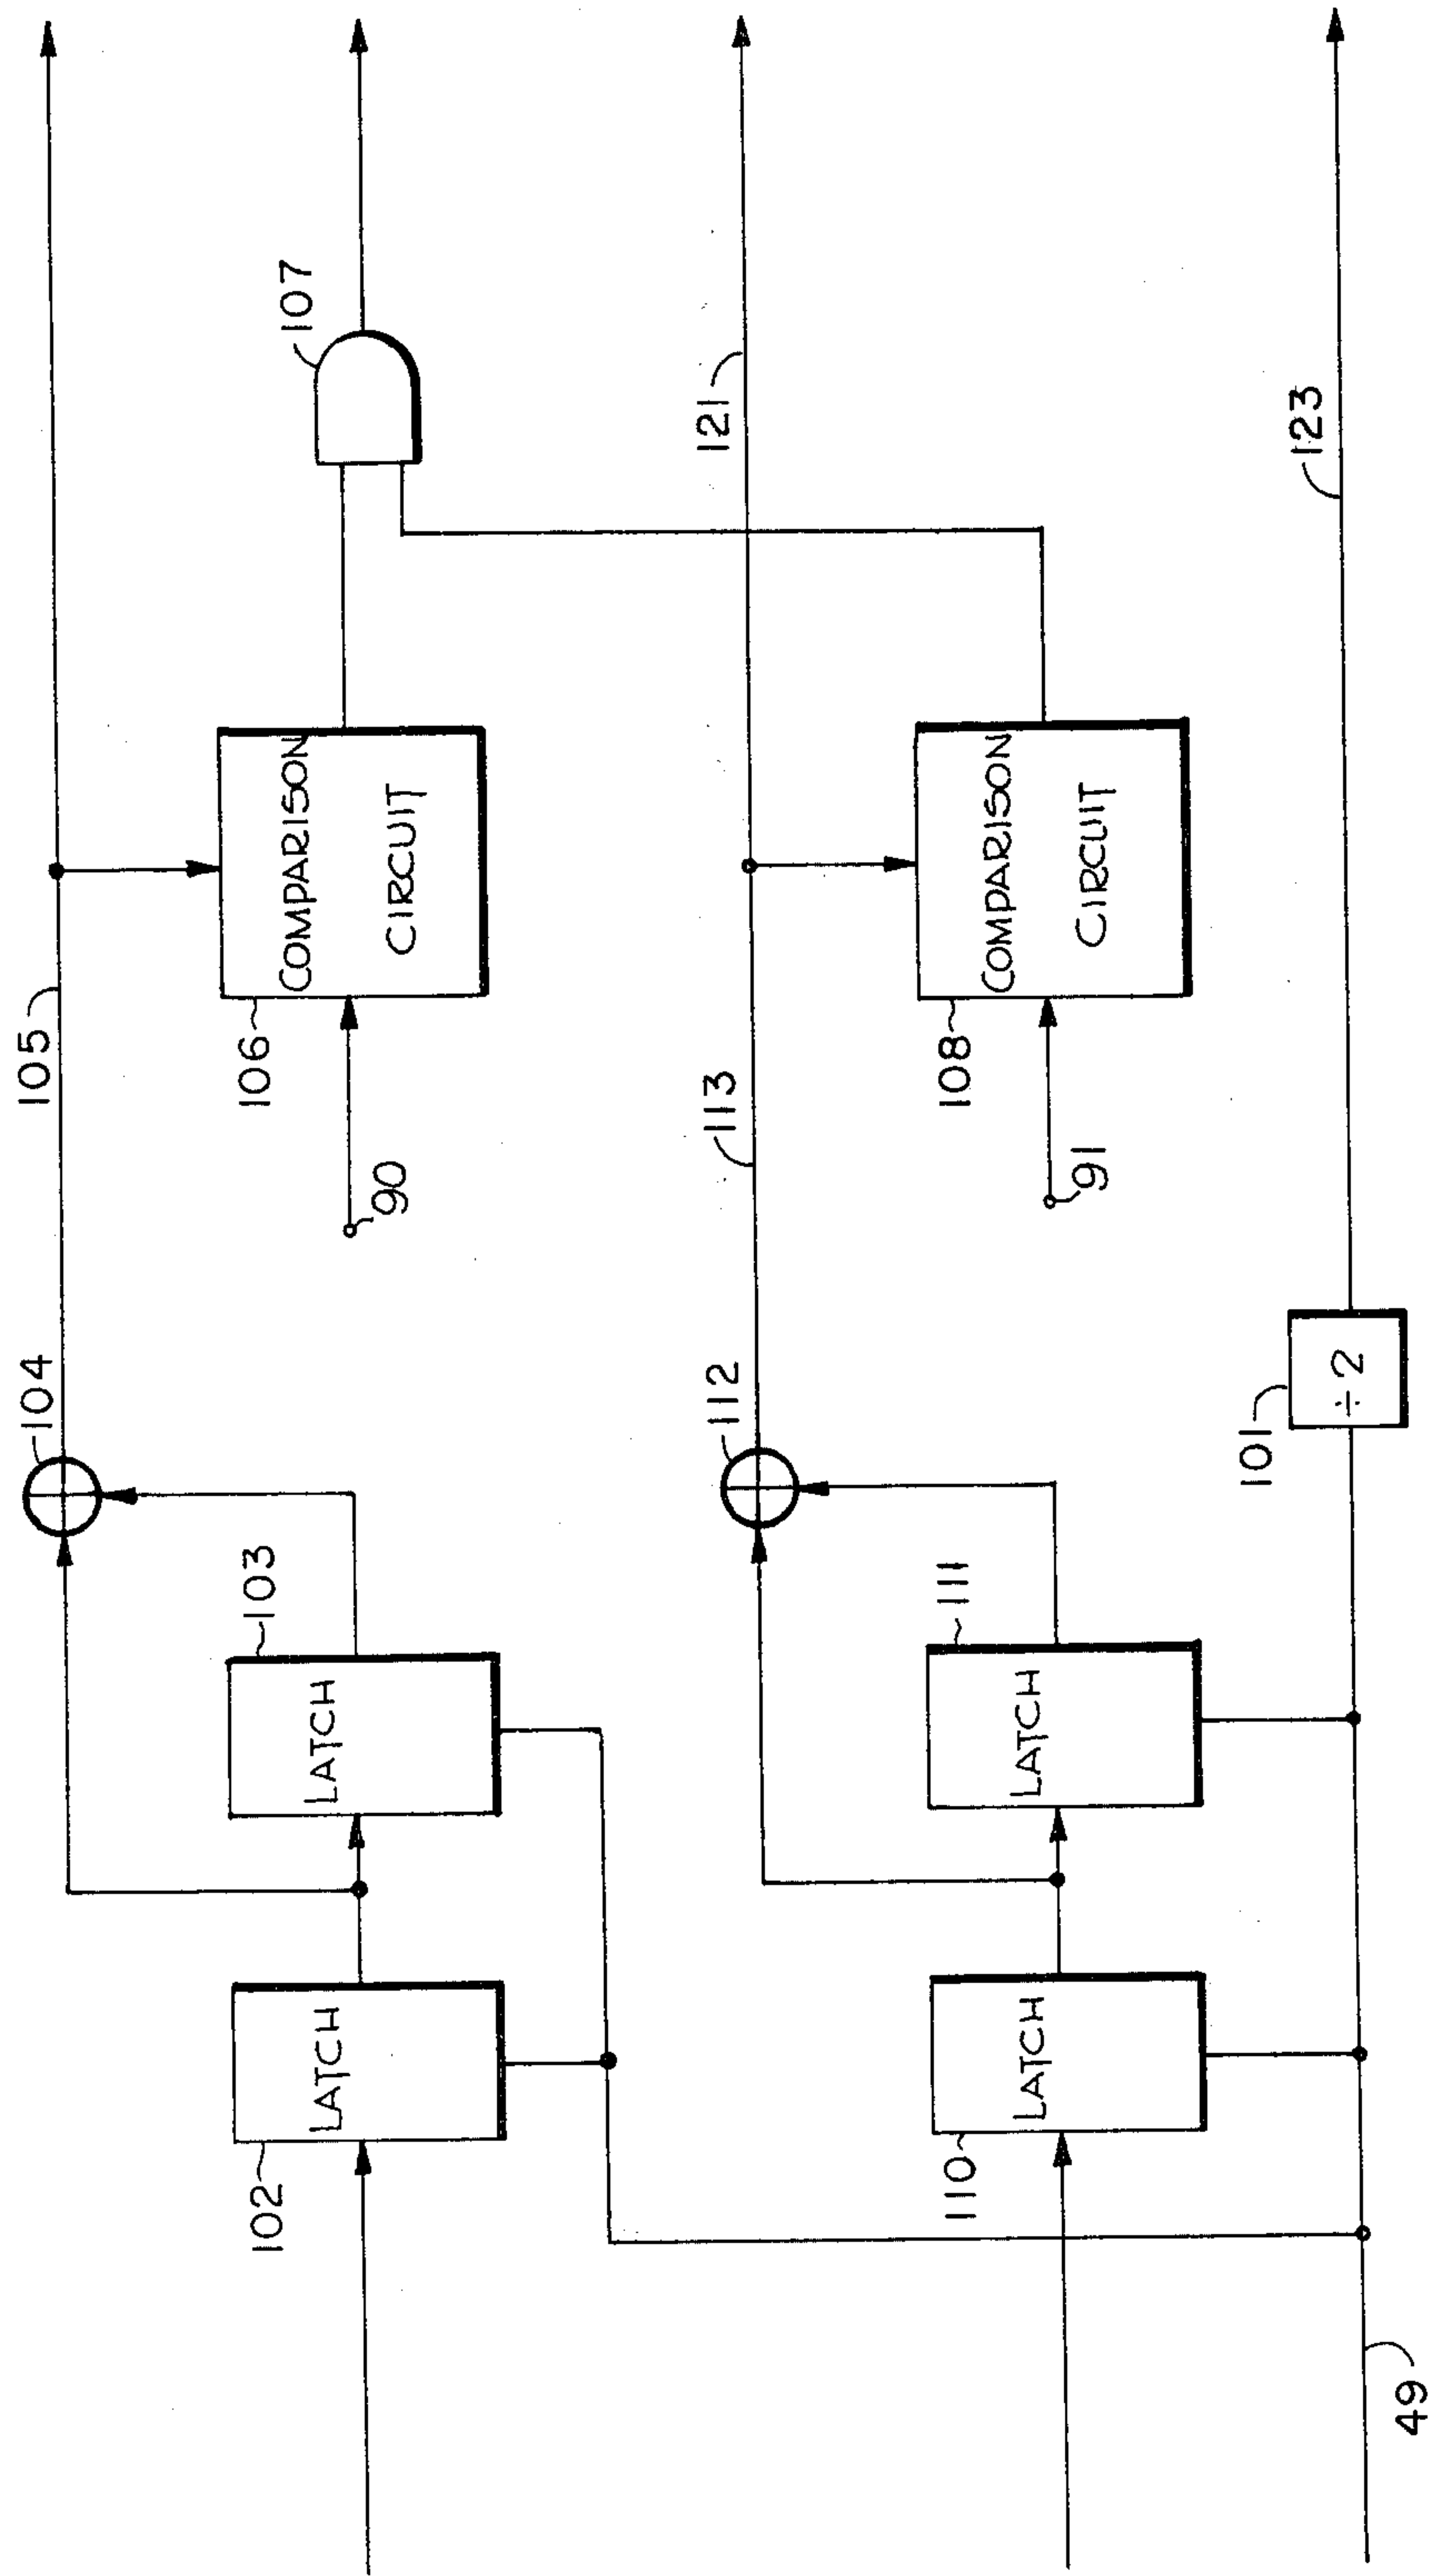 105
104
103
LATCH
LATCH
102
106
COMPARISON
CIRCUIT
90
107
121
113
112
111
LATCH
LATCH
110
108
COMPARISON
CIRCUIT
91
123
101
÷2
49